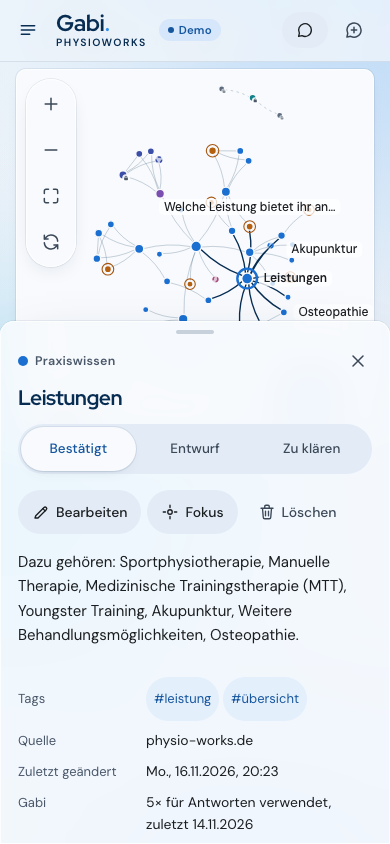 Gabi.
PHYSIOWORKS
Demo
Welche Leistung bietet ihr an...
Akupunktur
Leistungen
Osteopathie
Praxiswissen
Leistungen
Bestätigt
Entwurf
Zu klären
Bearbeiten
Fokus
Löschen
Dazu gehören: Sportphysiotherapie, Manuelle
Therapie, Medizinische Trainingstherapie (MTT),
Youngster Training, Akupunktur, Weitere
Behandlungsmöglichkeiten, Osteopathie.
Tags #leistung #übersicht
Quelle physio-works.de
Zuletzt geändert Mo., 16.11.2026, 20:23
Gabi 5× für Antworten verwendet,
zuletzt 14.11.2026